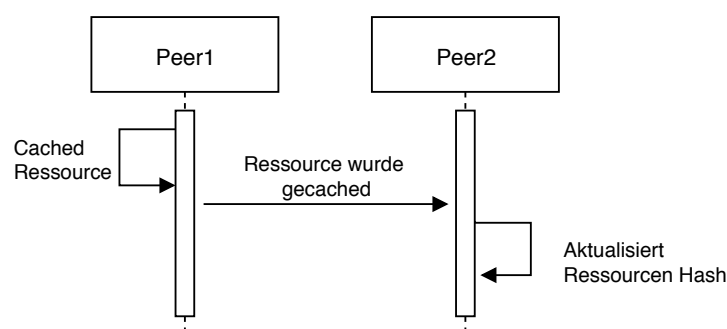 Peer1
Peer2
Cached
Ressource
Ressource wurde
gecached
Aktualisiert
Ressourcen Hash